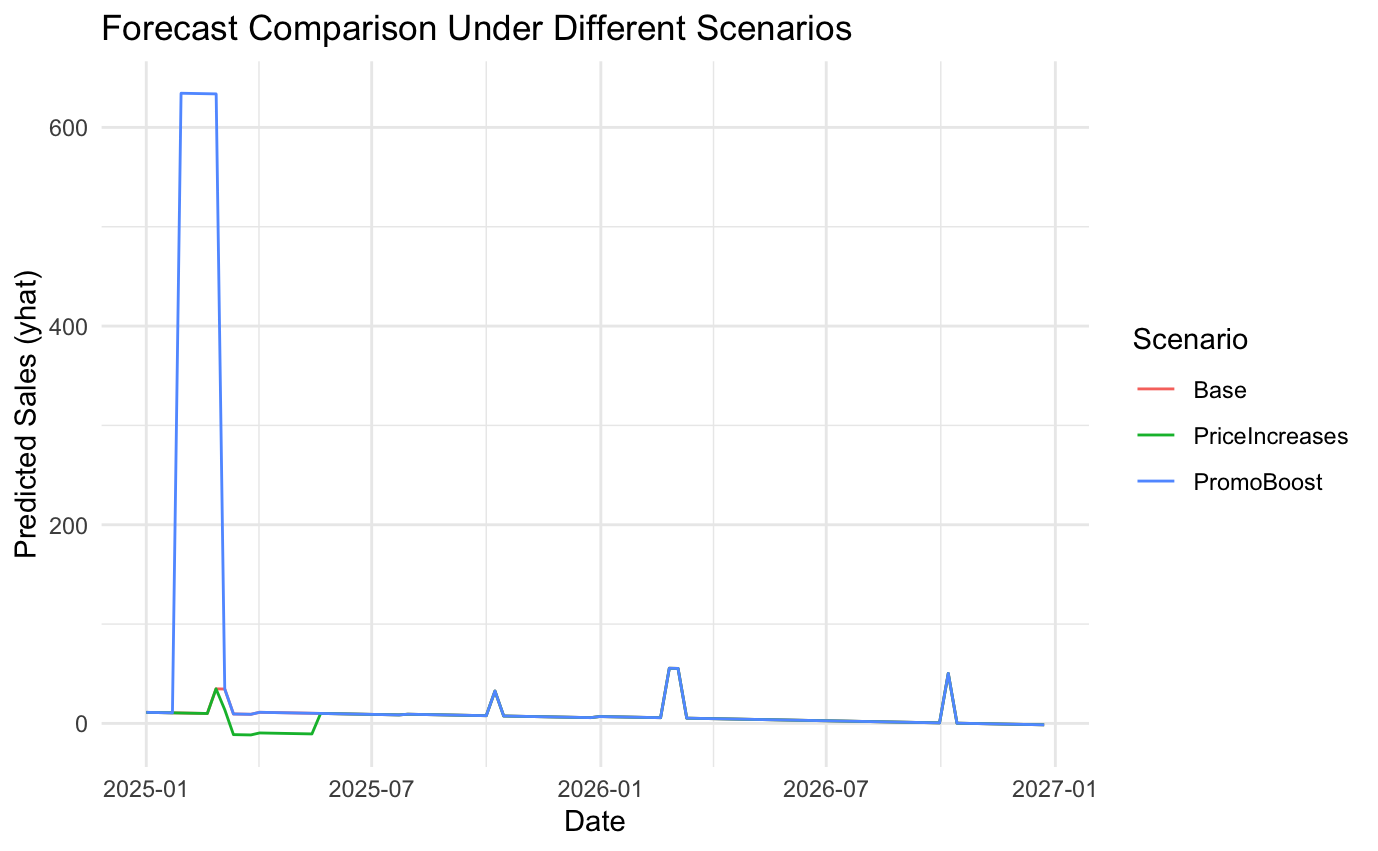 Forecast Comparison Under Different Scenarios
Predicted Sales (yhat)
600
400
200
0
2025-01
2025-07
2026-01
2026-07
2027-01
Date
Scenario
Base
PriceIncreases
PromoBoost